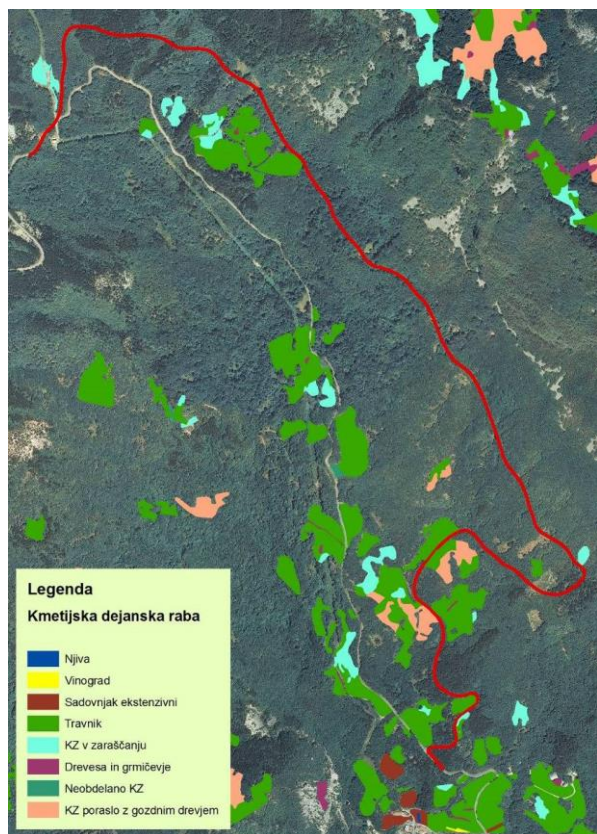 Legenda
Kmetijska dejanska raba
Njiva
Vinograd
Sadovnjak ekstenzivni
Travnik
KZ v zaraščanju
Drevesa in grmičevje
Neobdelano KZ
KZ poraslo z gozdnim drevjem